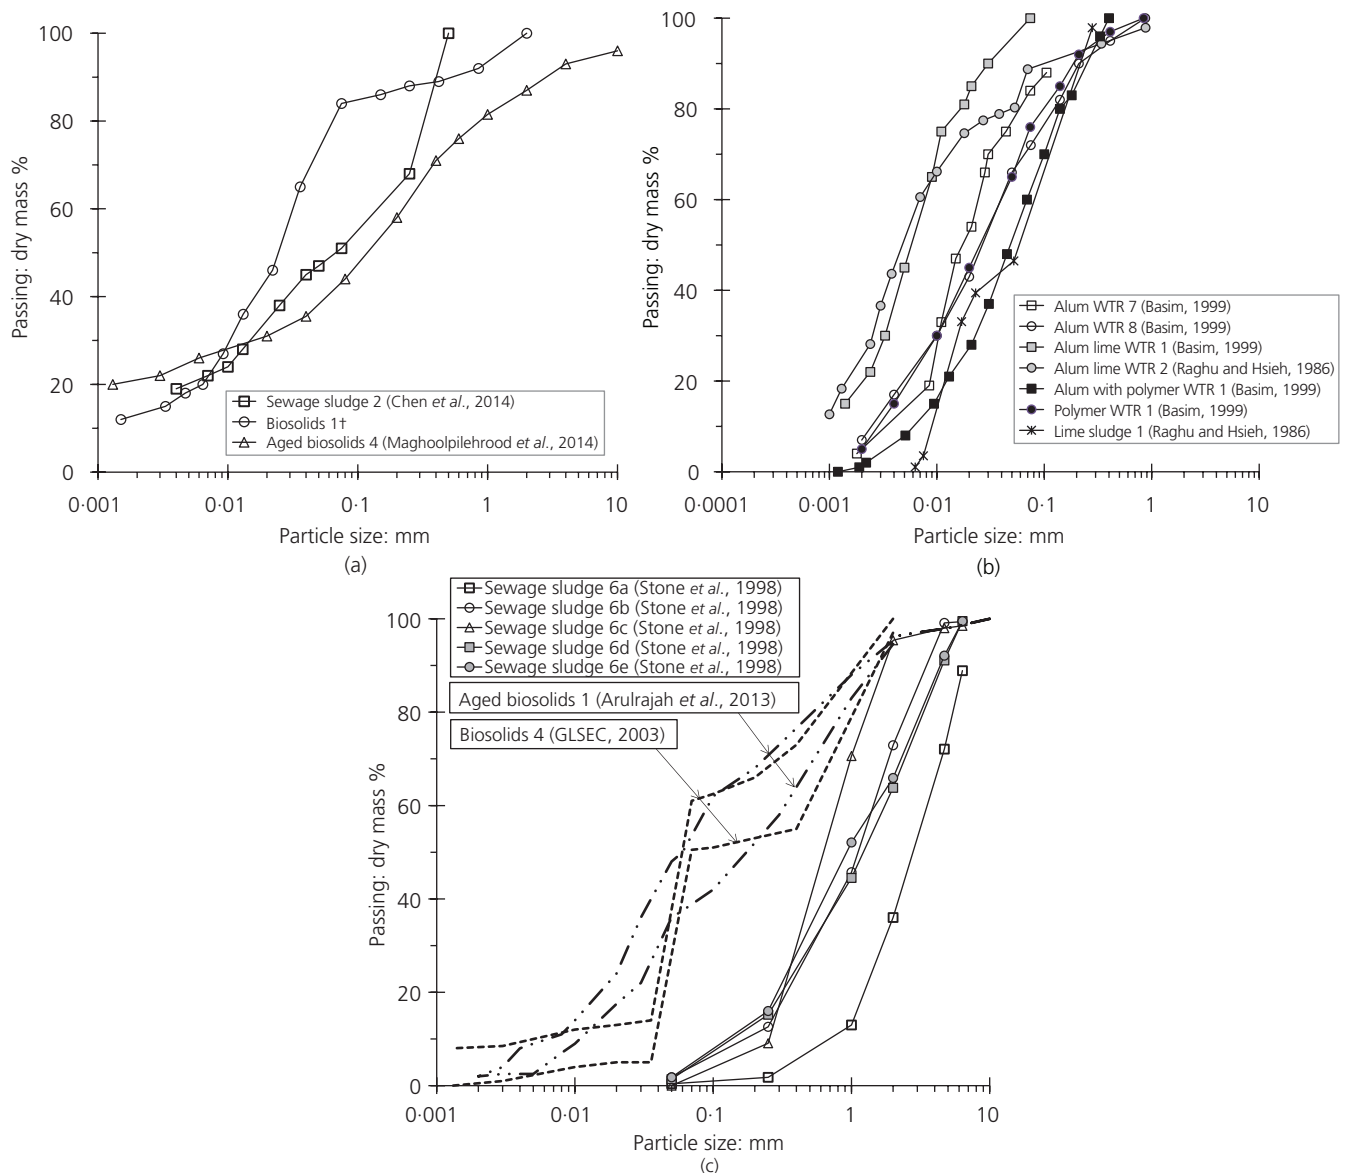 100
80
60
40
20
0
Passing: dry mass %
Sewage sludge 2 (Chen et al., 2014)
Biosolids 1†
Aged biosolids 4 (Maghoolpilehrood et al., 2014)
0·001 0·01 0·1 1 10
Particle size: mm
(a)
100
80
60
40
20
0
Passing: dry mass %
Alum WTR 7 (Basim, 1999)
Alum WTR 8 (Basim, 1999)
Alum lime WTR 1 (Basim, 1999)
Alum lime WTR 2 (Raghu and Hsieh, 1986)
Alum with polymer WTR 1 (Basim, 1999)
Polymer WTR 1 (Basim, 1999)
Lime sludge 1 (Raghu and Hsieh, 1986)
0·0001 0·001 0·01 0·1 1 10
Particle size: mm
(b)
Sewage sludge 6a (Stone et al., 1998)
Sewage sludge 6b (Stone et al., 1998)
Sewage sludge 6c (Stone et al., 1998)
Sewage sludge 6d (Stone et al., 1998)
Sewage sludge 6e (Stone et al., 1998)
Aged biosolids 1 (Arulrajah et al., 2013)
Biosolids 4 (GLSEC, 2003)
100
80
60
40
20
0
Passing: dry mass %
0·001 0·01 0·1 1 10
Particle size: mm
(c)